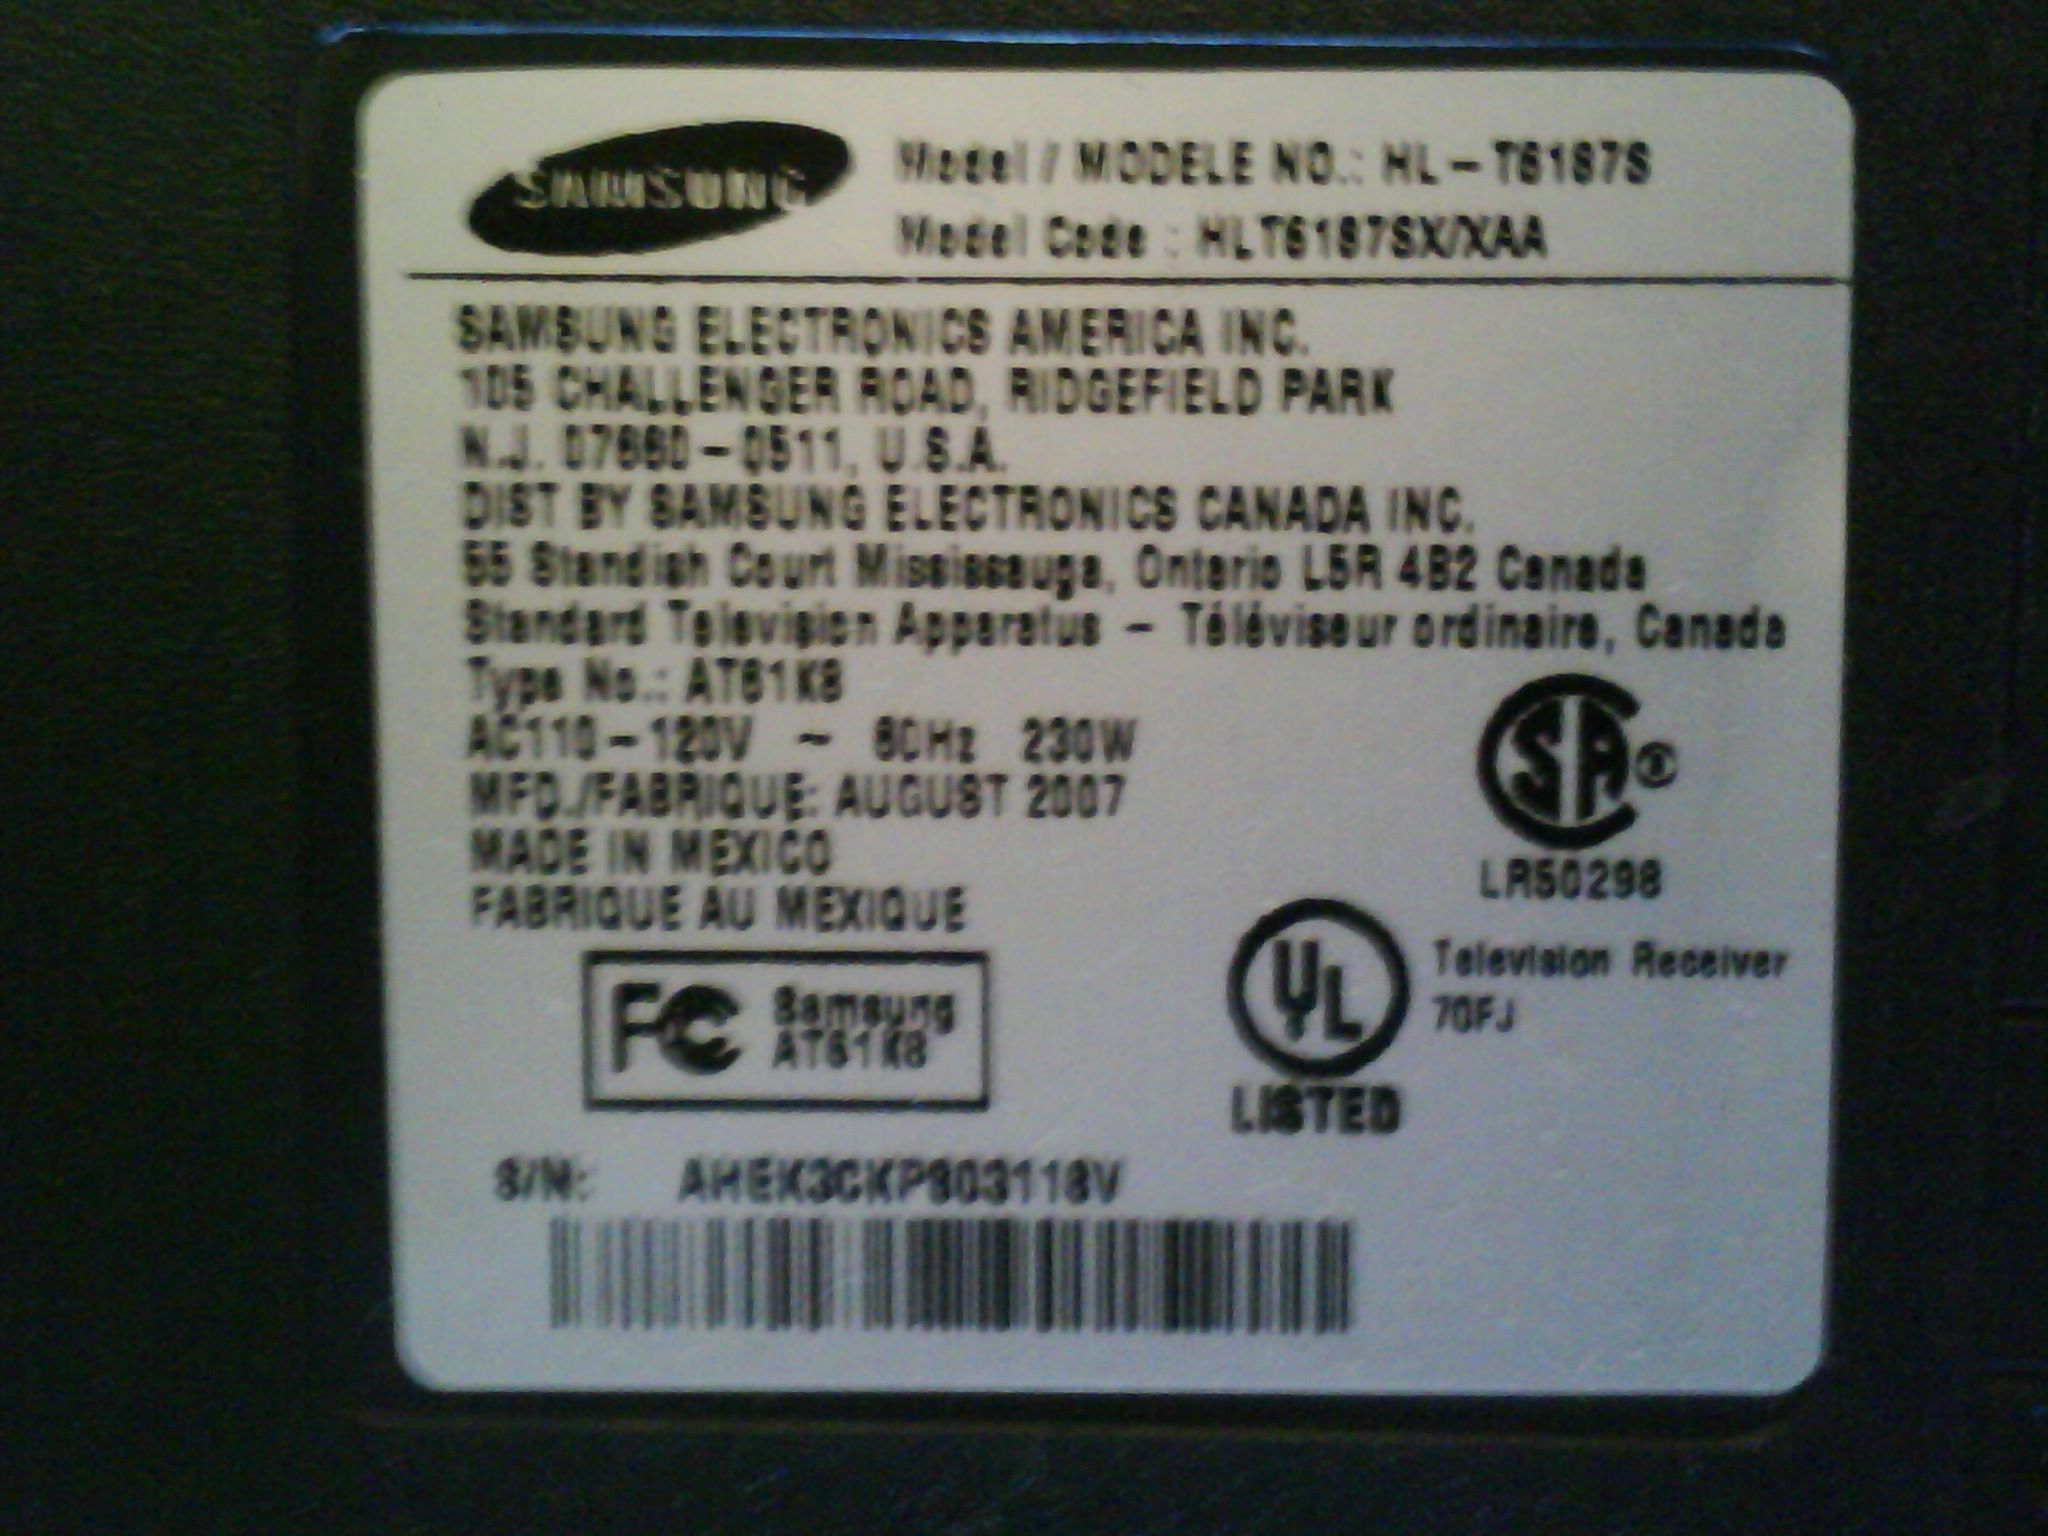 SAMSUNG
Model / MODELE NO.: HL-T6187S
Model Code : HLT6187SX/XAA
SAMSUNG ELECTRONICS AMERICA INC.
105 CHALLENGER ROAD, RIDGEFIELD PARK
N.J. 07660-0511, U.S.A.
DIST BY SAMSUNG ELECTRONICS CANADA INC.
55 Standish Court Mississauga, Ontario L5R 4B2 Canada
Standard Television Apparatus - Téléviseur ordinaire, Canada
Type No.: AT61K8
AC110-120V ~ 60Hz 230W
MFD./FABRIQUE: AUGUST 2007
MADE IN MEXICO
FABRIQUE AU MEXIQUE
SA ®
LR50298
FC Samsung
AT61K8
UL Television Receiver
70FJ
LISTED
S/N: